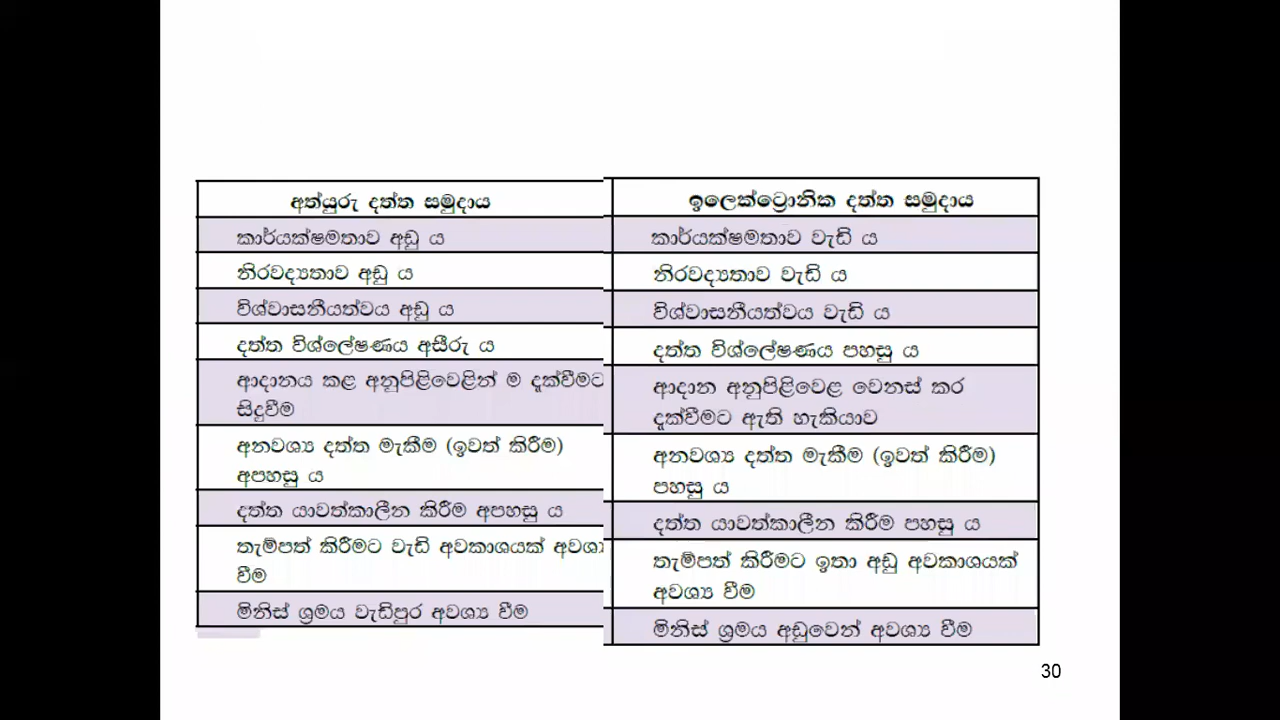 අත්යුරු දත්ත සමුදාය
කාර්යක්ෂමතාව අඩු ය
නිරවද්‍යතාව අඩු ය
විශ්වාසනීයත්වය අඩු ය
දත්ත විශ්ලේෂණය අසීරු ය
ආදානය කළ අනුපිළිවෙළින් ම දැක්වීමට
සිදුවීම
අනවශ්‍ය දත්ත මැකීම (ඉවත් කිරීම)
අපහසු ය
දත්ත යාවත්කාලීන කිරීම අපහසු ය
තැම්පත් කිරීමට වැඩි අවකාශයක් අවශ්‍ය
වීම
මිනිස් ශ්‍රමය වැඩිපුර අවශ්‍ය වීම
ඉලෙක්ට්‍රොනික දත්ත සමුදාය
කාර්යක්ෂමතාව වැඩි ය
නිරවද්‍යතාව වැඩි ය
විශ්වාසනීයත්වය වැඩි ය
දත්ත විශ්ලේෂණය පහසු ය
ආදාන අනුපිළිවෙළ වෙනස් කර
දැක්වීමට ඇති හැකියාව
අනවශ්‍ය දත්ත මැකීම (ඉවත් කිරීම)
පහසු ය
දත්ත යාවත්කාලීන කිරීම පහසු ය
තැම්පත් කිරීමට ඉතා අඩු අවකාශයක්
අවශ්‍ය වීම
මිනිස් ශ්‍රමය අඩුවෙන් අවශ්‍ය වීම
30